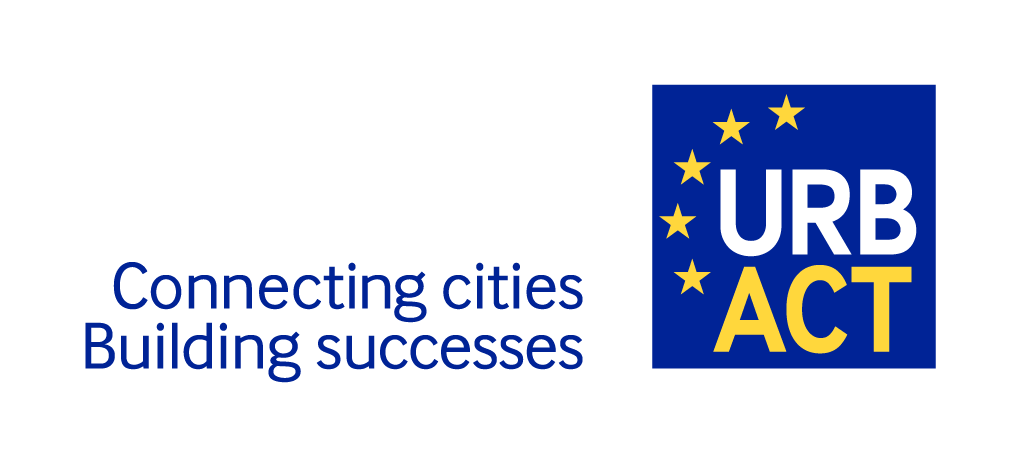 Connecting cities
Building successes
URB
ACT